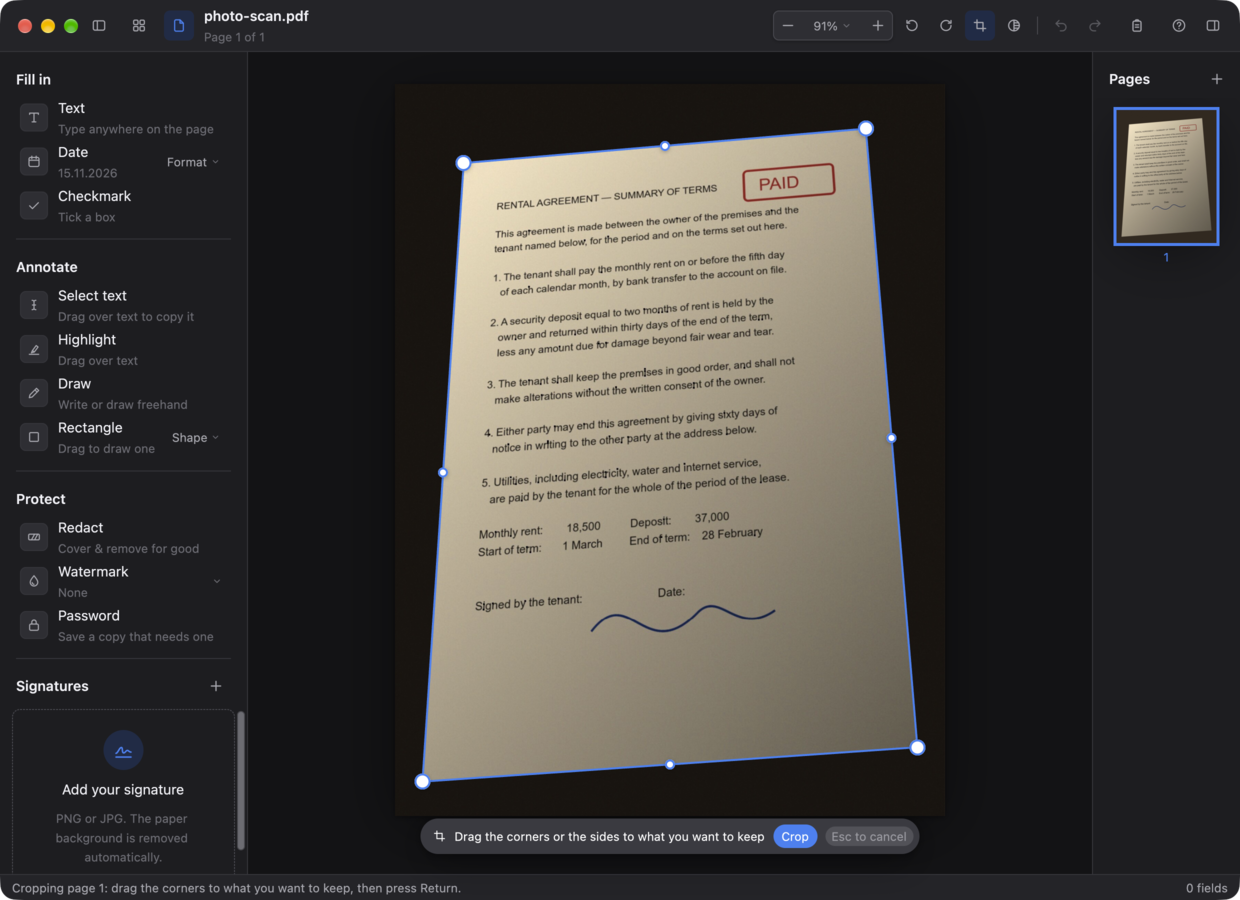 photo-scan.pdf
Page 1 of 1
91%
Fill in
Text
Type anywhere on the page
Date
15.11.2026
Format
Checkmark
Tick a box
Annotate
Select text
Drag over text to copy it
Highlight
Drag over text
Draw
Write or draw freehand
Rectangle
Drag to draw one
Shape
Protect
Redact
Cover & remove for good
Watermark
None
Password
Save a copy that needs one
Signatures
Add your signature
PNG or JPG. The paper
background is removed
automatically.
RENTAL AGREEMENT — SUMMARY OF TERMS
PAID
This agreement is made between the owner of the premises and the
tenant named below, for the period and on the terms set out here.
1. The tenant shall pay the monthly rent on or before the fifth day
of each calendar month, by bank transfer to the account on file.
2. A security deposit equal to two months of rent is held by the
owner and returned within thirty days of the end of the term,
less any amount due for damage beyond fair wear and tear.
3. The tenant shall keep the premises in good order, and shall not
make alterations without the written consent of the owner.
4. Either party may end this agreement by giving sixty days of
notice in writing to the other party at the address below.
5. Utilities, including electricity, water and internet service,
are paid by the tenant for the whole of the period of the lease.
Monthly rent: 18,500 Deposit: 37,000
Start of term: 1 March End of term: 28 February
Signed by the tenant: Date:
Drag the corners or the sides to what you want to keep
Crop
Esc to cancel
Pages
1
Cropping page 1: drag the corners to what you want to keep, then press Return.
0 fields